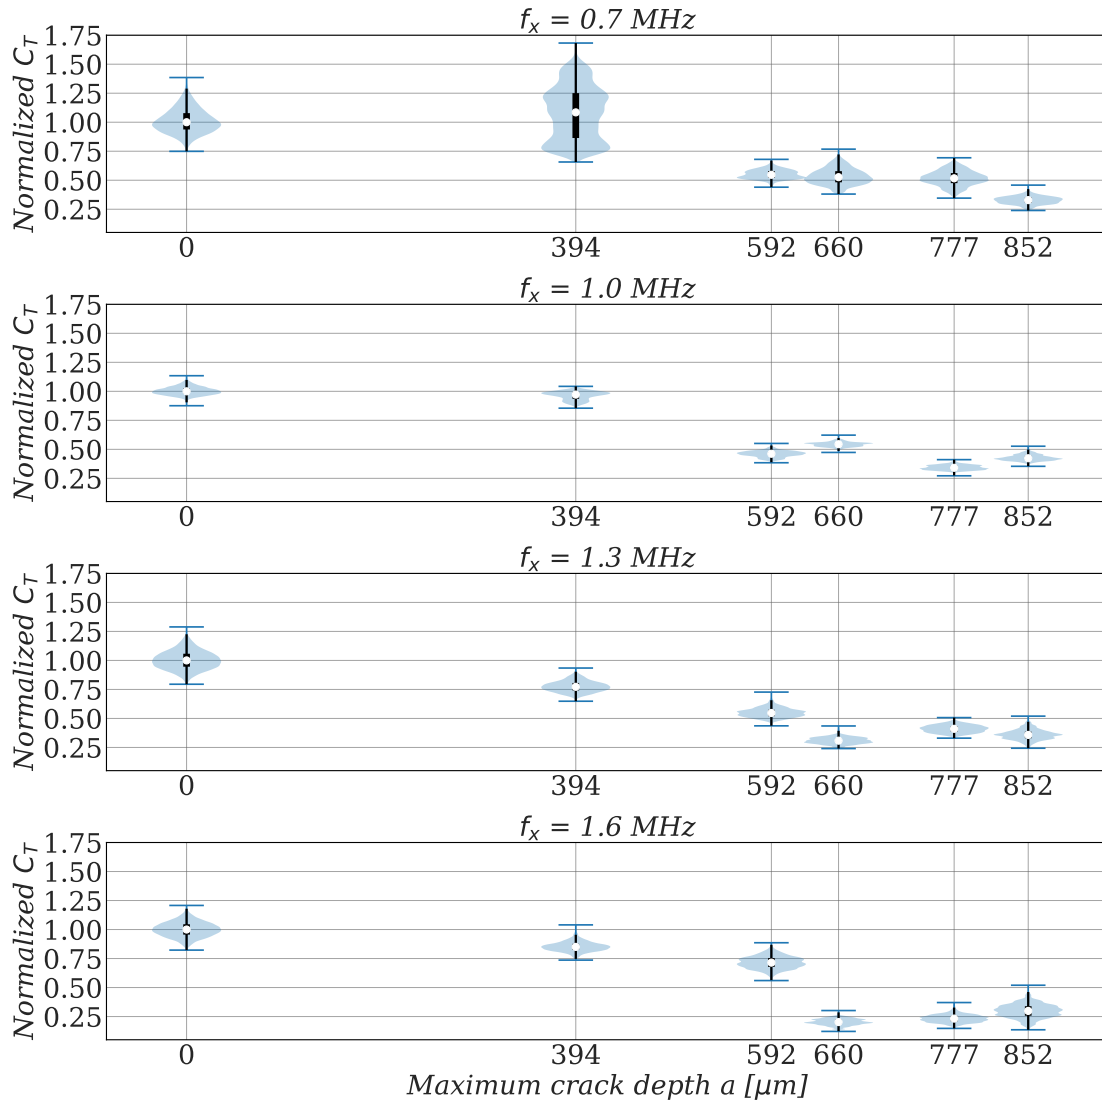 f_x = 0.7 MHz
Normalized C_T
1.75
1.50
1.25
1.00
0.75
0.50
0.25
0 394 592 660 777 852
f_x = 1.0 MHz
Normalized C_T
1.75
1.50
1.25
1.00
0.75
0.50
0.25
0 394 592 660 777 852
f_x = 1.3 MHz
Normalized C_T
1.75
1.50
1.25
1.00
0.75
0.50
0.25
0 394 592 660 777 852
f_x = 1.6 MHz
Normalized C_T
1.75
1.50
1.25
1.00
0.75
0.50
0.25
0 394 592 660 777 852
Maximum crack depth a [μm]